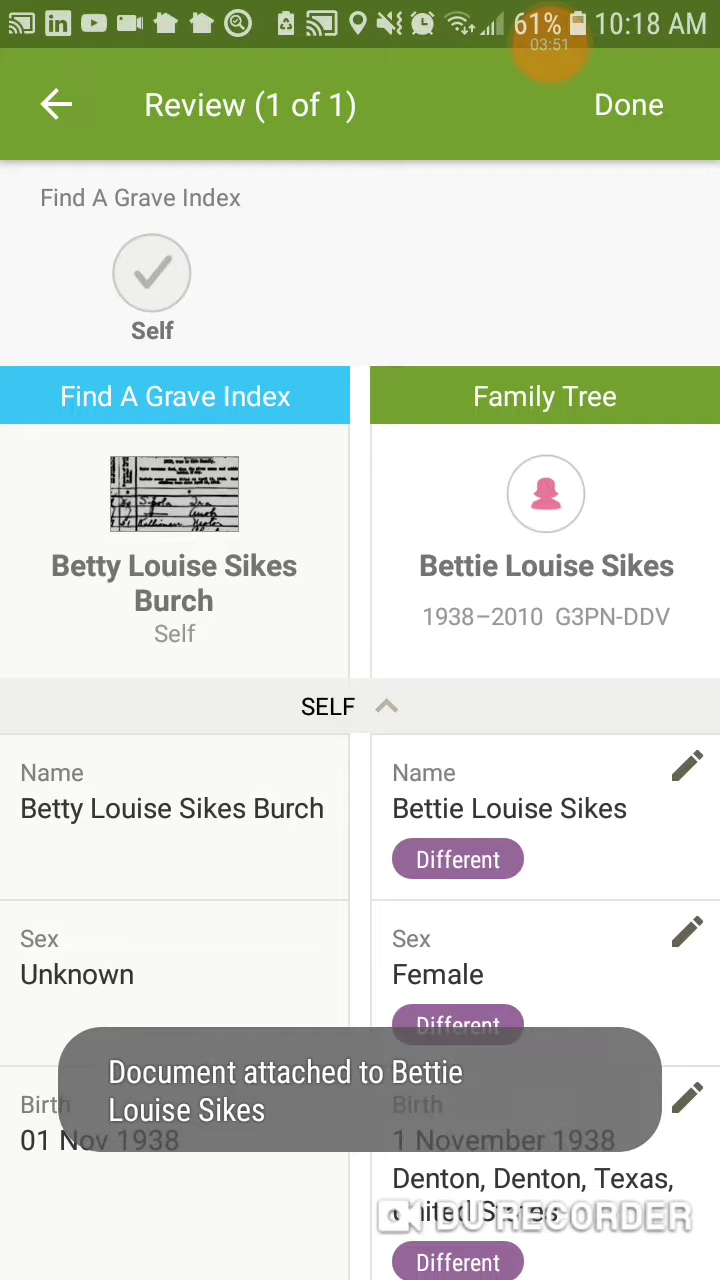 61% 10:18 AM
03:51
Review (1 of 1)
Done
Find A Grave Index
Self
Find A Grave Index
Family Tree
Betty Louise Sikes
Burch
Self
Bettie Louise Sikes
1938–2010 G3PN-DDV
SELF
Name
Betty Louise Sikes Burch
Name
Bettie Louise Sikes
Different
Sex
Unknown
Sex
Female
Different
Document attached to Bettie
Louise Sikes
Birth
01 Nov 1938
Birth
1 November 1938
Denton, Denton, Texas,
United States
Different
DU RECORDER